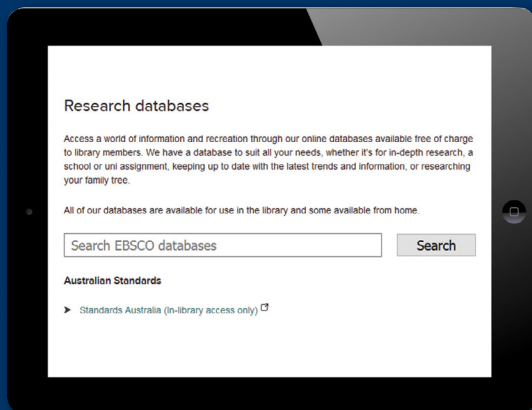 Research databases
Access a world of information and recreation through our online databases available free of charge
to library members. We have a database to suit all your needs, whether it's for in-depth research, a
school or uni assignment, keeping up to date with the latest trends and information, or researching
your family tree.
All of our databases are available for use in the library and some available from home.
Search EBSCO databases
Search
Australian Standards
➤ Standards Australia (In-library access only)